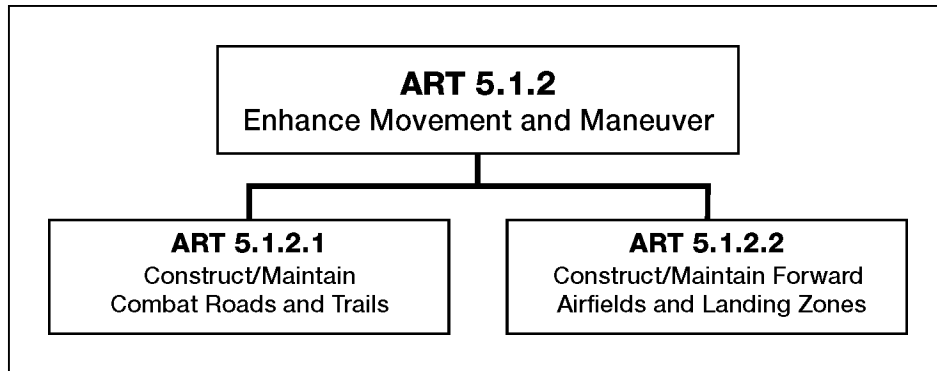 ART 5.1.2
Enhance Movement and Maneuver
ART 5.1.2.1
Construct/Maintain
Combat Roads and Trails
ART 5.1.2.2
Construct/Maintain Forward
Airfields and Landing Zones